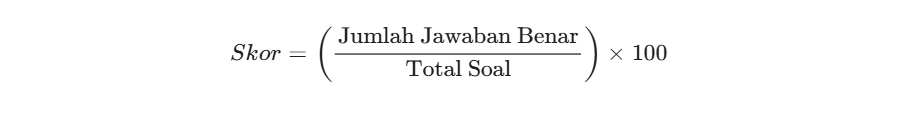 Skor = (Jumlah Jawaban Benar / Total Soal) × 100